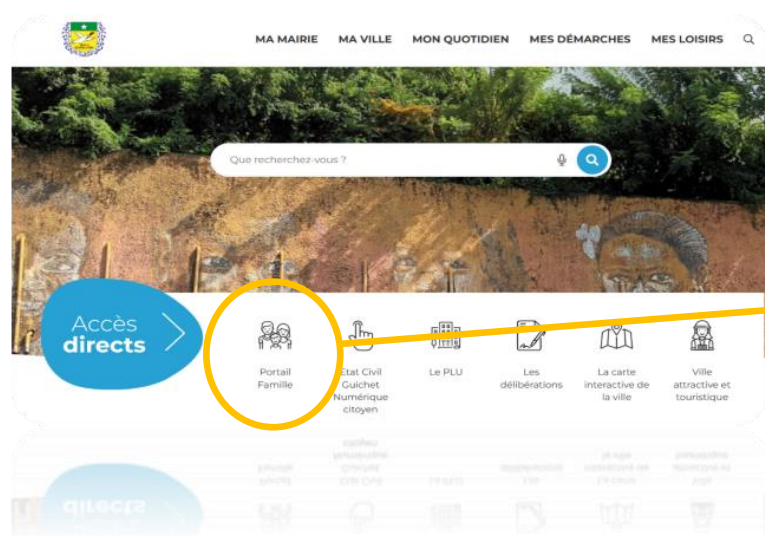 MA MAIRIE MA VILLE MON QUOTIDIEN MES DÉMARCHES MES LOISIRS
Que recherchez-vous ?
Accès
directs
Portail
Famille
Etat Civil
Guichet
Numérique
citoyen
Le PLU
Les
délibérations
La carte
interactive de
la ville
Ville
attractive et
touristique